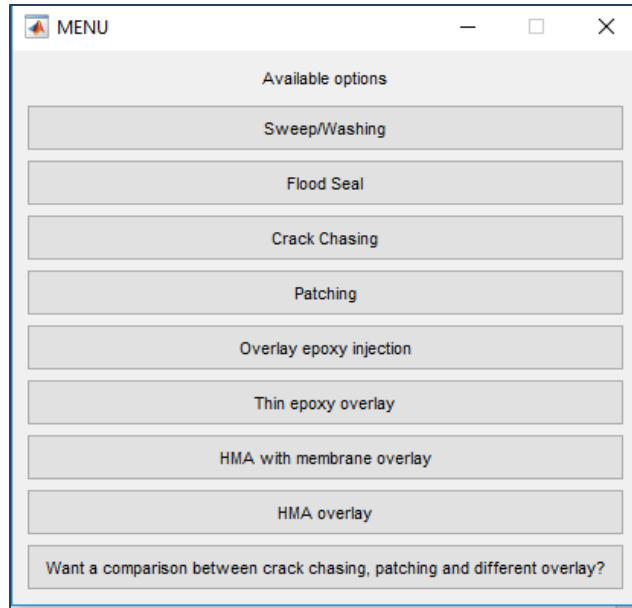 MENU
Available options
Sweep/Washing
Flood Seal
Crack Chasing
Patching
Overlay epoxy injection
Thin epoxy overlay
HMA with membrane overlay
HMA overlay
Want a comparison between crack chasing, patching and different overlay?